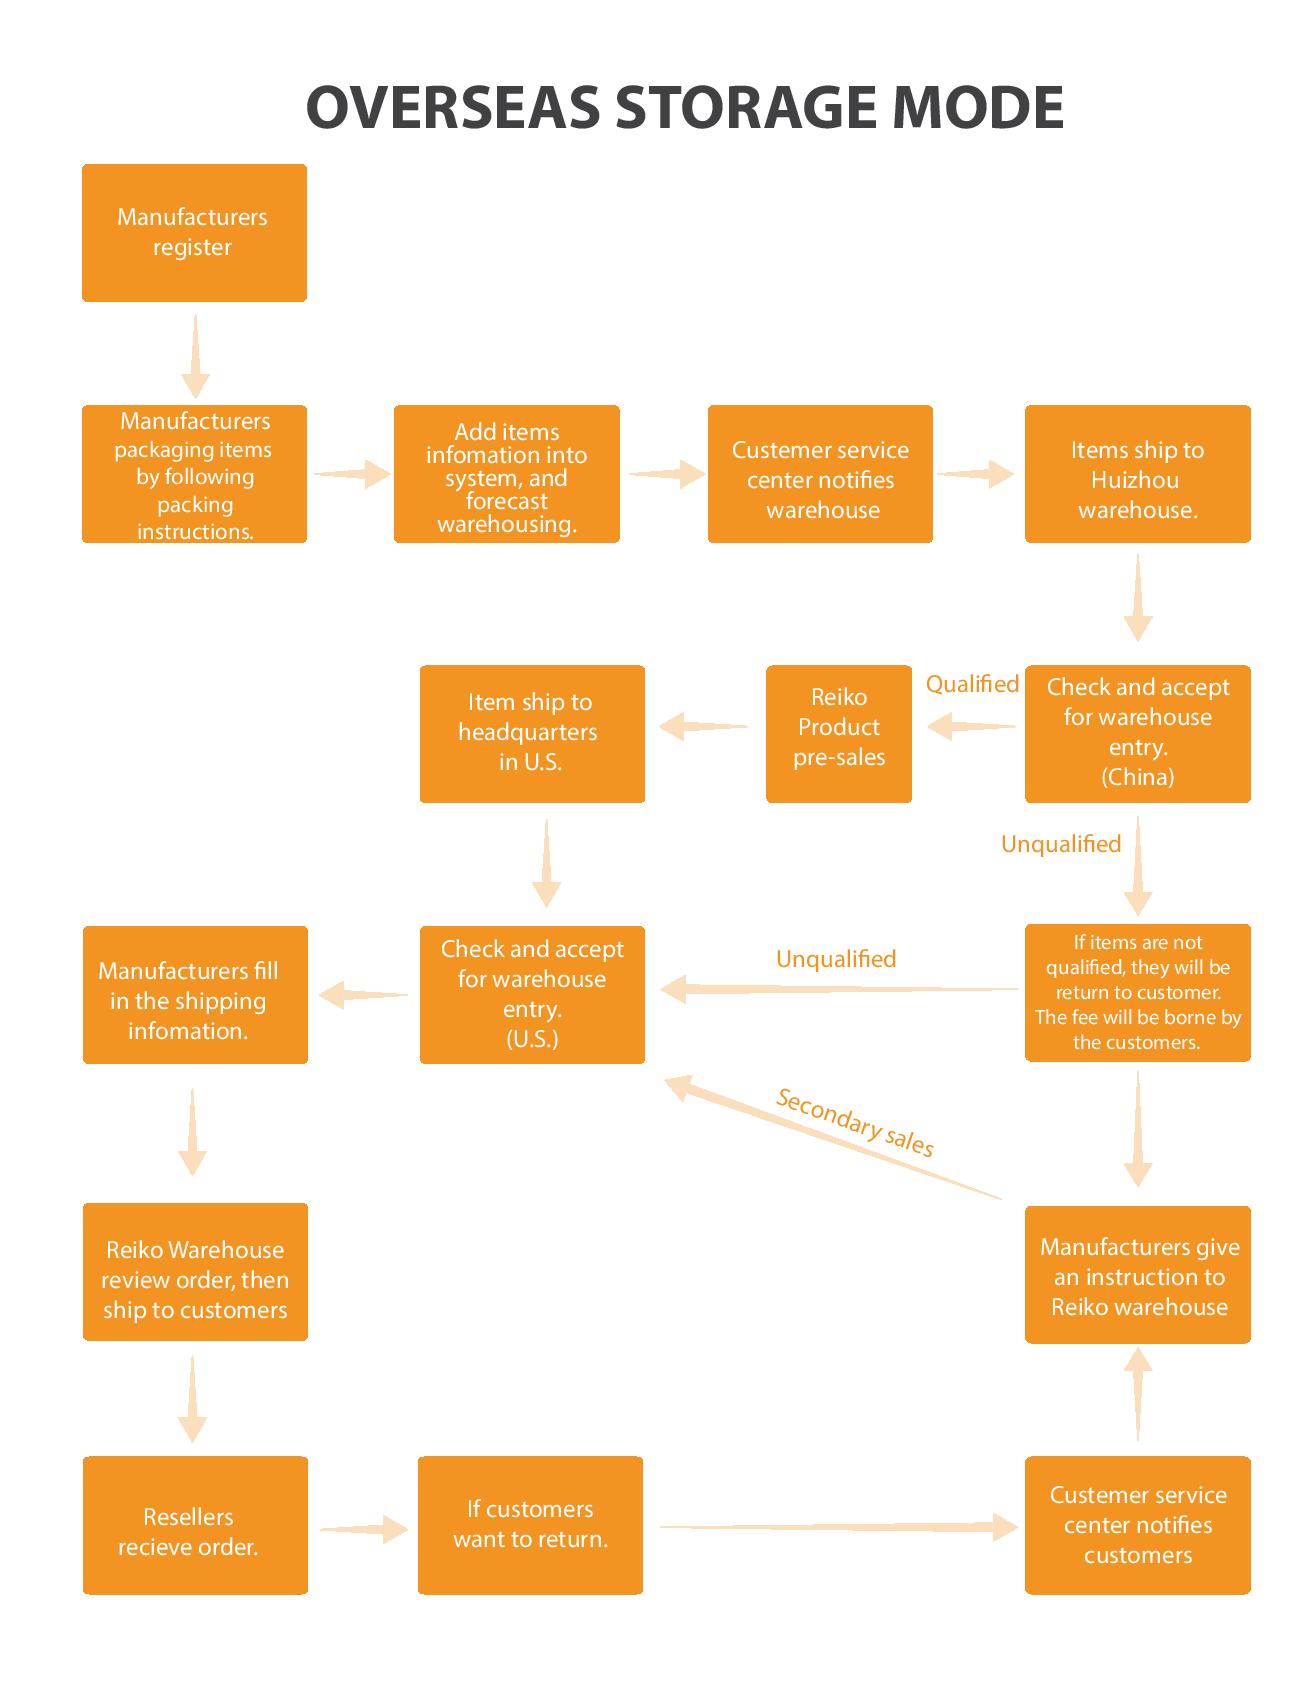 OVERSEAS STORAGE MODE
Manufacturers
register
Manufacturers
packaging items
by following
packing
instructions.
Add items
infomation into
system, and
forecast
warehousing.
Custemer service
center notifies
warehouse
Items ship to
Huizhou
warehouse.
Item ship to
headquarters
in U.S.
Reiko
Product
pre-sales
Qualified
Check and accept
for warehouse
entry.
(China)
Unqualified
Manufacturers fill
in the shipping
infomation.
Check and accept
for warehouse
entry.
(U.S.)
Unqualified
If items are not
qualified, they will be
return to customer.
The fee will be borne by
the customers.
Secondary sales
Reiko Warehouse
review order, then
ship to customers
Manufacturers give
an instruction to
Reiko warehouse
Resellers
recieve order.
If customers
want to return.
Custemer service
center notifies
customers